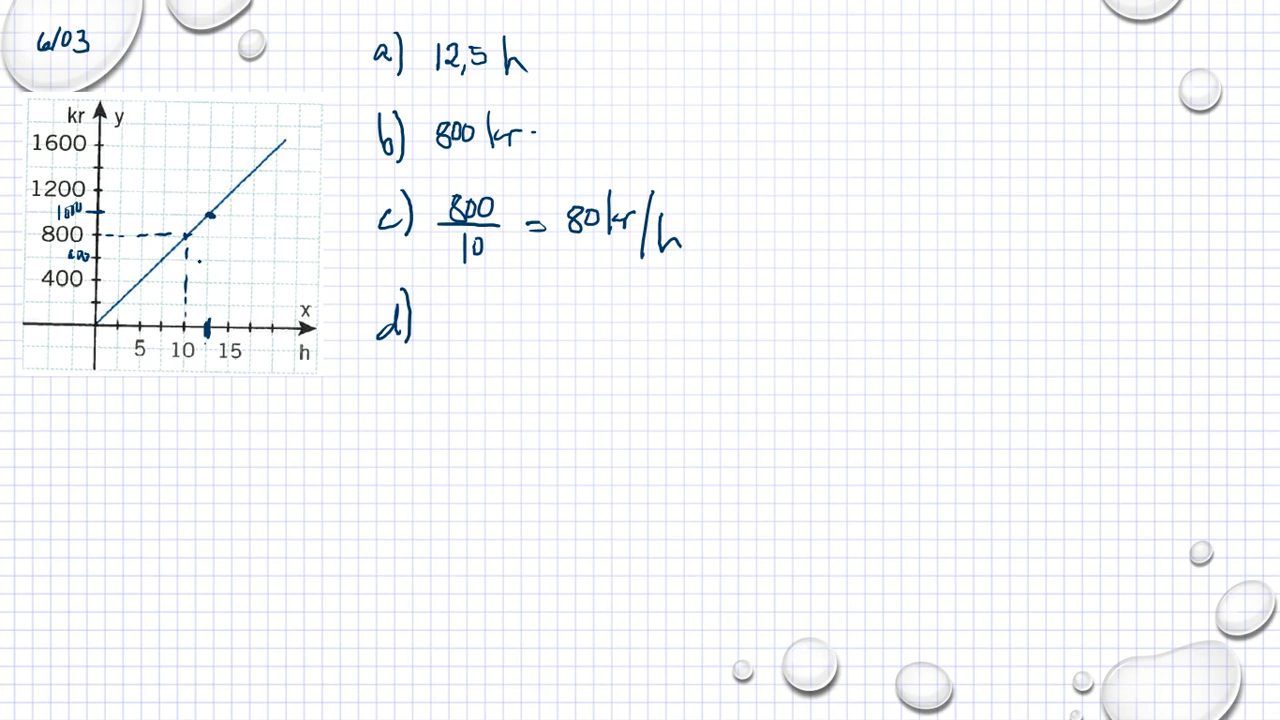 6/03
a) 12,5 h
kr y
1600
b) 800 kr.
1200
1000
c) 800/10 = 80 kr/h
800
600
400
x
d)
5 10 15 h